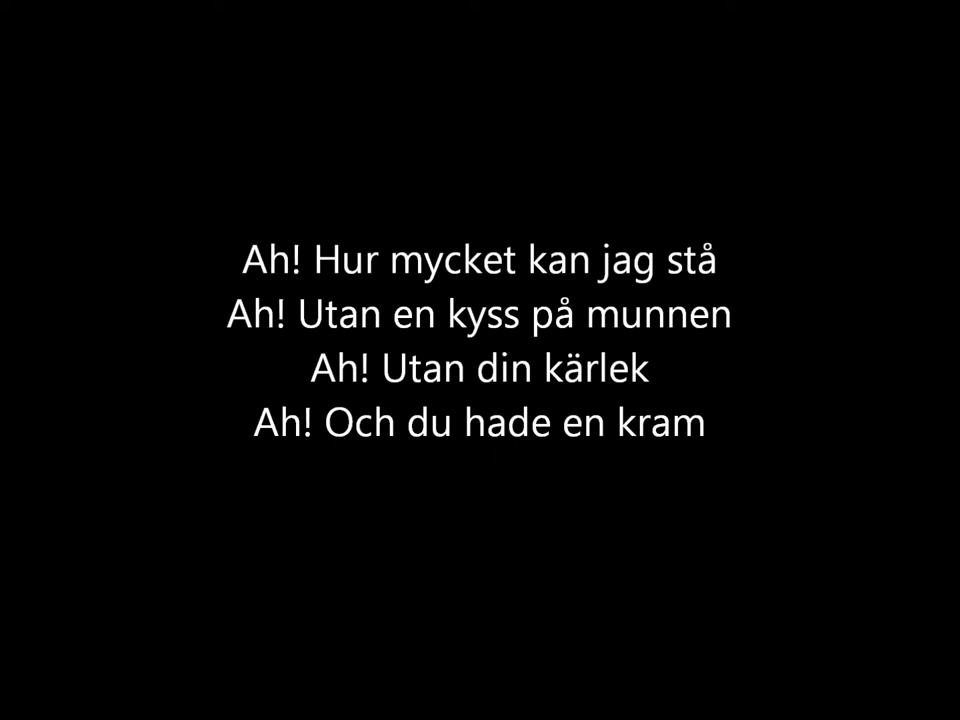 Ah! Hur mycket kan jag stå
Ah! Utan en kyss på munnen
Ah! Utan din kärlek
Ah! Och du hade en kram